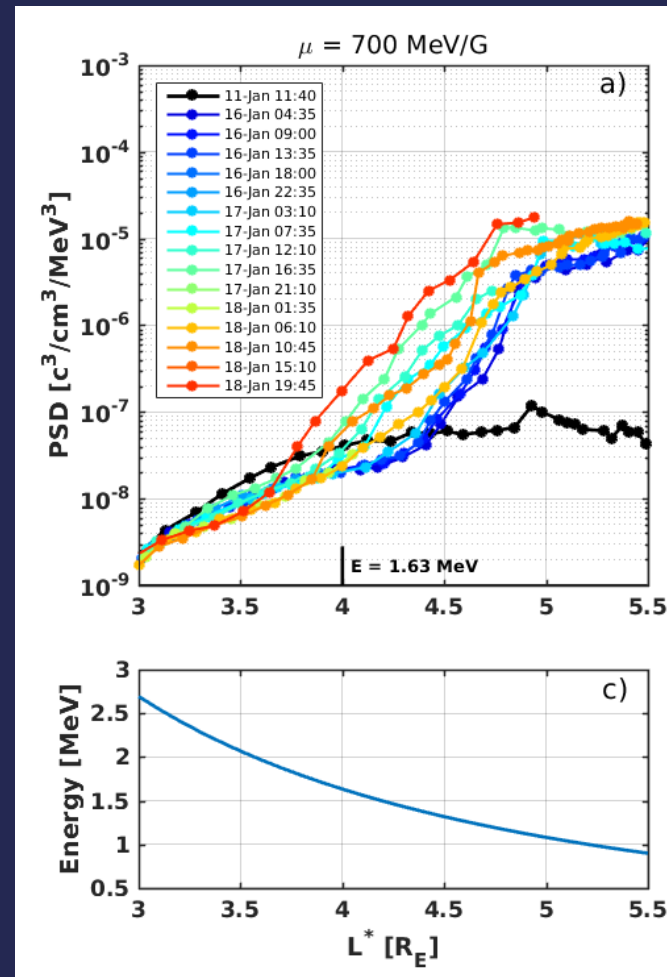 μ = 700 MeV/G
a)
10⁻³
10⁻⁴
10⁻⁵
10⁻⁶
10⁻⁷
10⁻⁸
10⁻⁹
PSD [c³/cm³/MeV³]
11-Jan 11:40
16-Jan 04:35
16-Jan 09:00
16-Jan 13:35
16-Jan 18:00
16-Jan 22:35
17-Jan 03:10
17-Jan 07:35
17-Jan 12:10
17-Jan 16:35
17-Jan 21:10
18-Jan 01:35
18-Jan 06:10
18-Jan 10:45
18-Jan 15:10
18-Jan 19:45
E = 1.63 MeV
3 3.5 4 4.5 5 5.5
c)
3
2.5
2
1.5
1
0.5
Energy [MeV]
3 3.5 4 4.5 5 5.5
L* [R_E]